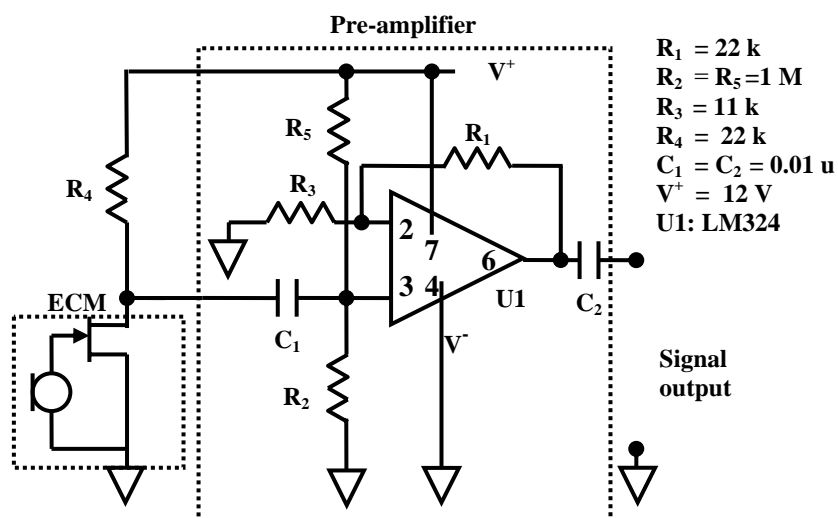 Pre-amplifier
V+
R5
R1
R4
R3
2
7
6
3
4
U1
C2
ECM
C1
V-
R2
Signal
output
R1 = 22 k
R2 = R5 =1 M
R3 = 11 k
R4 = 22 k
C1 = C2 = 0.01 u
V+ = 12 V
U1: LM324